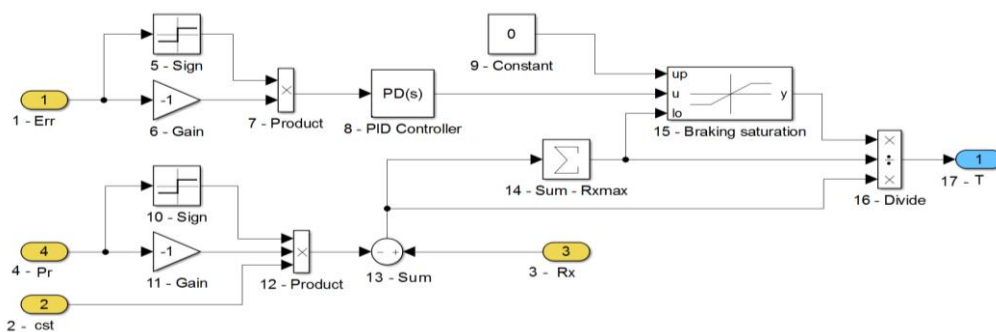 5 - Sign
1
1 - Err
-1
6 - Gain
×
7 - Product
PD(s)
8 - PID Controller
0
9 - Constant
up
u
lo
y
15 - Braking saturation
Σ
14 - Sum - Rxmax
×
÷
×
16 - Divide
1
17 - T
10 - Sign
4
4 - Pr
-1
11 - Gain
×
12 - Product
- +
13 - Sum
3
3 - Rx
2
2 - cst